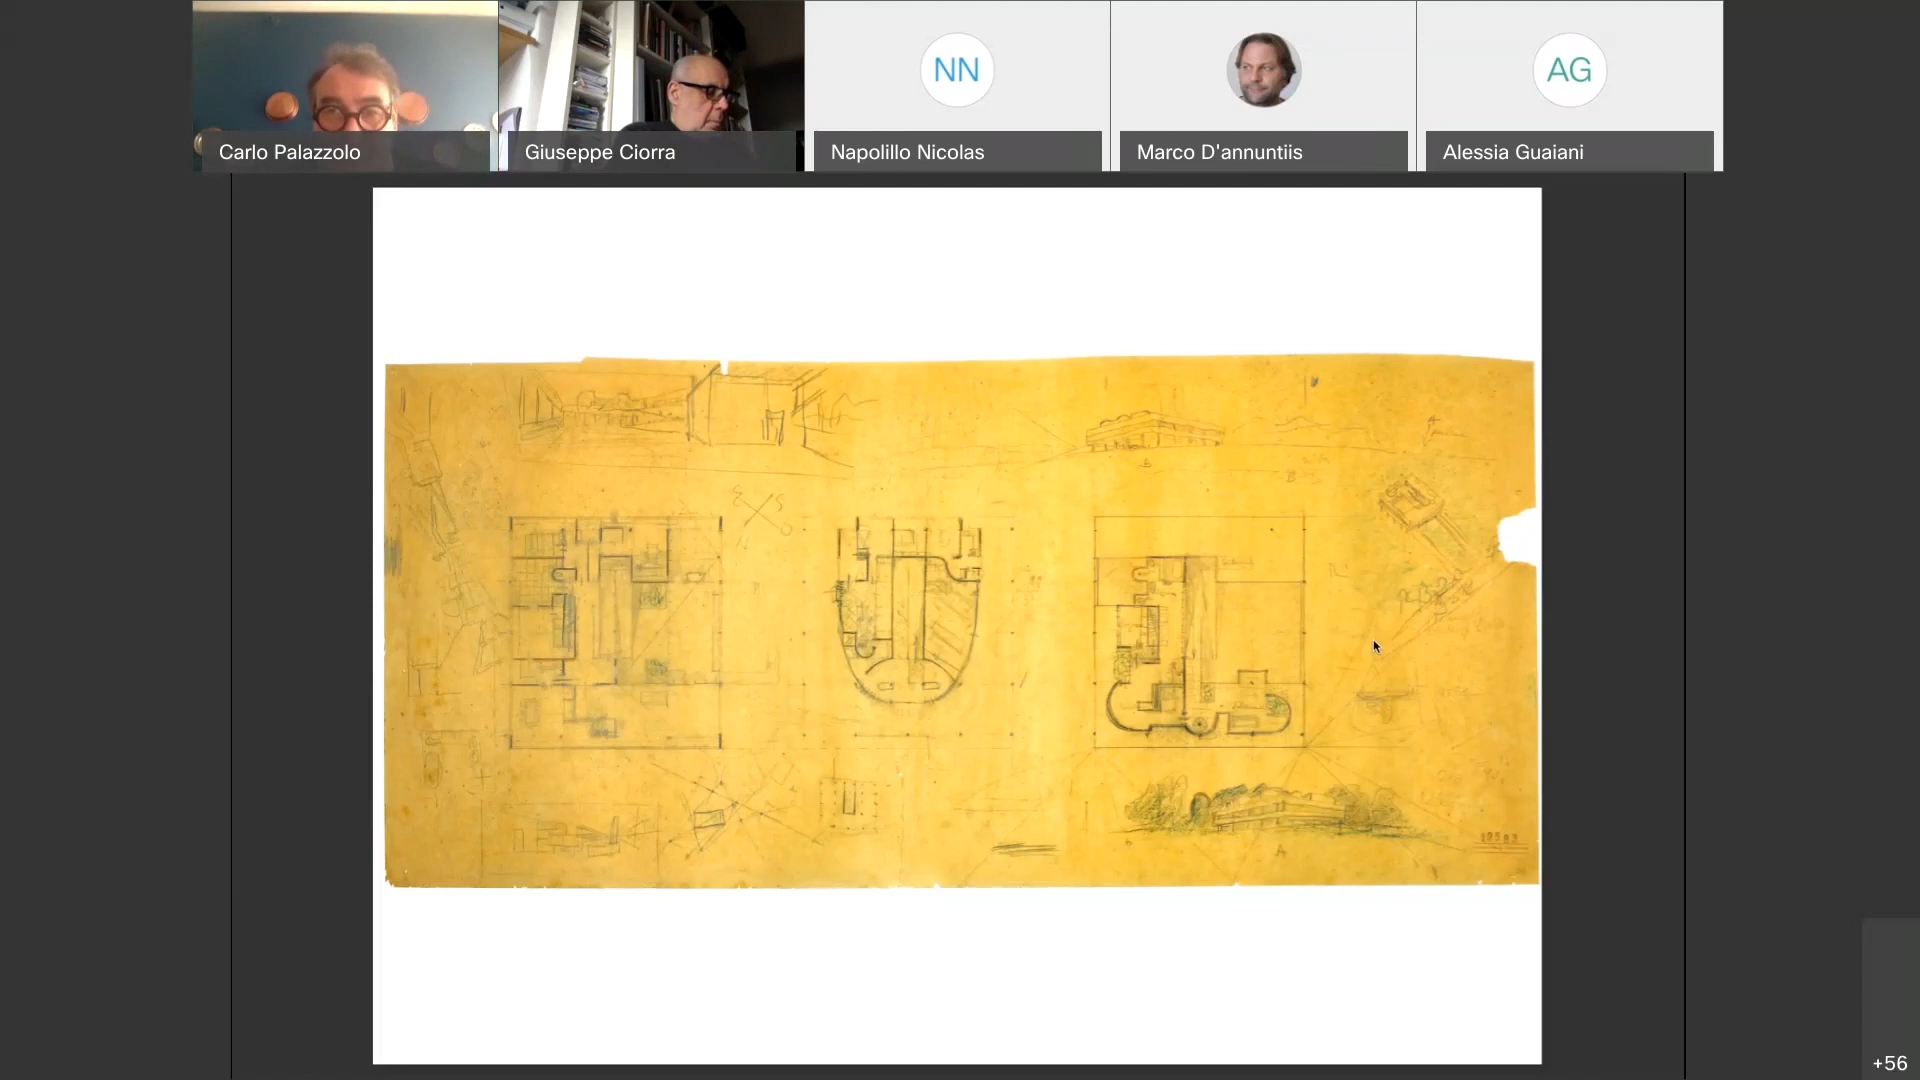 NN
AG
Carlo Palazzolo
Giuseppe Ciorra
Napolillo Nicolas
Marco D'annuntiis
Alessia Guaiani
A
+56